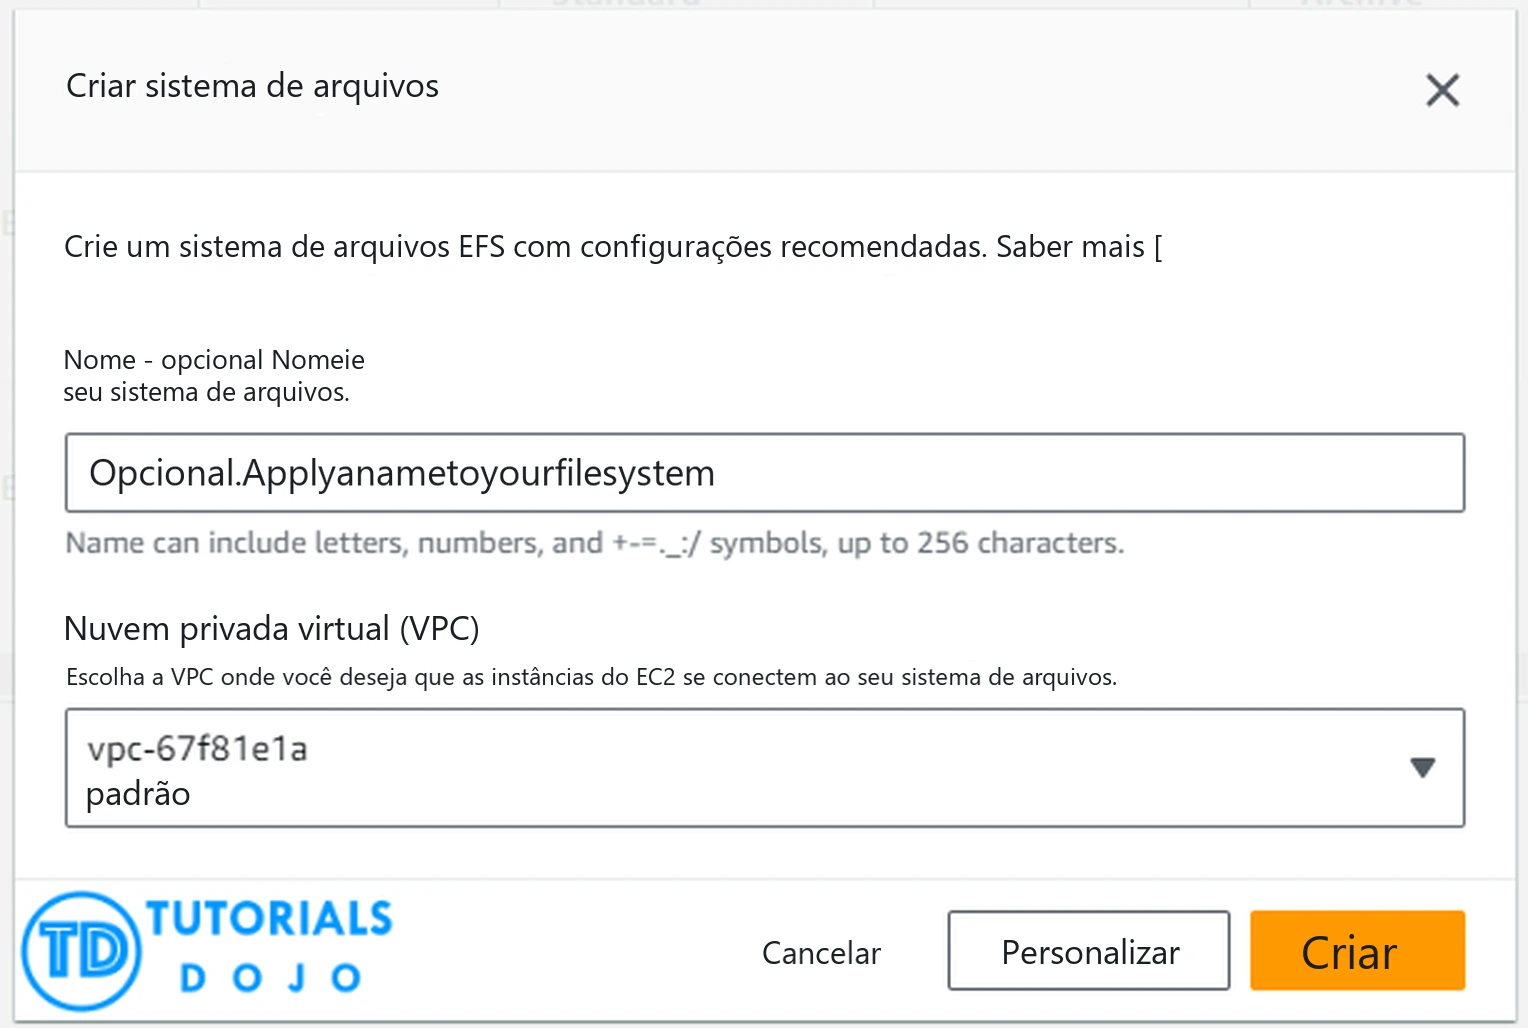 Standard
Archive
Criar sistema de arquivos
Crie um sistema de arquivos EFS com configurações recomendadas. Saber mais [
Nome - opcional Nomeie
seu sistema de arquivos.
Opcional.Applyanametoyourfilesystem
Name can include letters, numbers, and +-=._:/ symbols, up to 256 characters.
Nuvem privada virtual (VPC)
Escolha a VPC onde você deseja que as instâncias do EC2 se conectem ao seu sistema de arquivos.
vpc-67f81e1a
padrão
TD TUTORIALS
DOJO
Cancelar
Personalizar
Criar